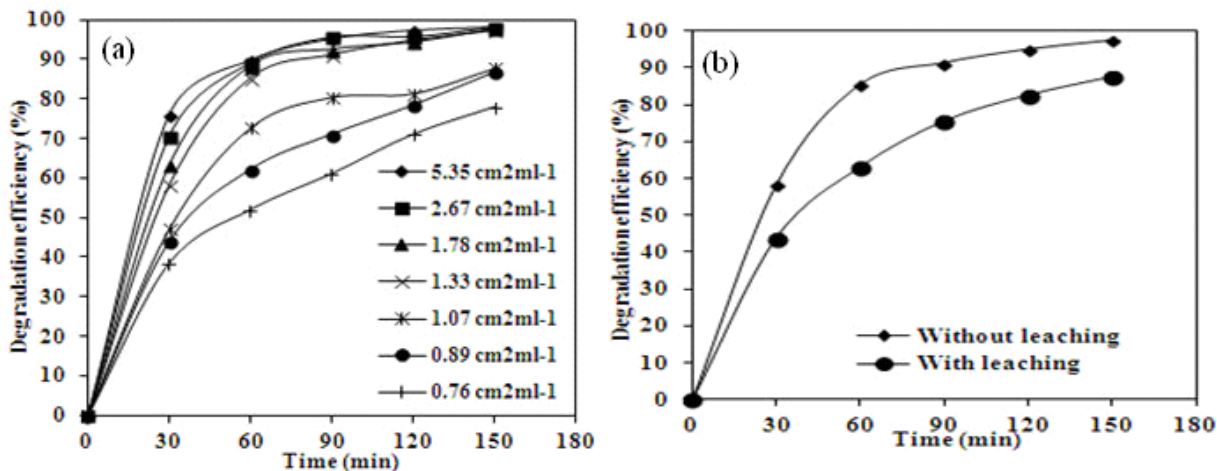 (a)
Degradation efficiency (%)
100
90
80
70
60
50
40
30
20
10
0
5.35 cm2ml-1
2.67 cm2ml-1
1.78 cm2ml-1
1.33 cm2ml-1
1.07 cm2ml-1
0.89 cm2ml-1
0.76 cm2ml-1
0 30 60 90 120 150 180
Time (min)
(b)
Degradation efficiency (%)
100
90
80
70
60
50
40
30
20
10
0
Without leaching
With leaching
0 30 60 90 120 150 180
Time (min)